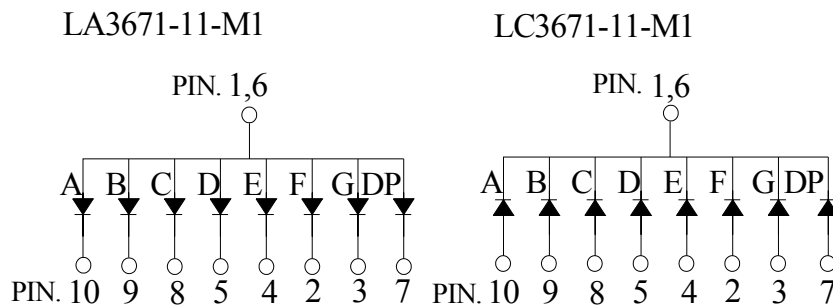 LA3671-11-M1 LC3671-11-M1
PIN. 1,6 PIN. 1,6
A B C D E F G DP A B C D E F G DP
PIN. 10 9 8 5 4 2 3 7 PIN. 10 9 8 5 4 2 3 7